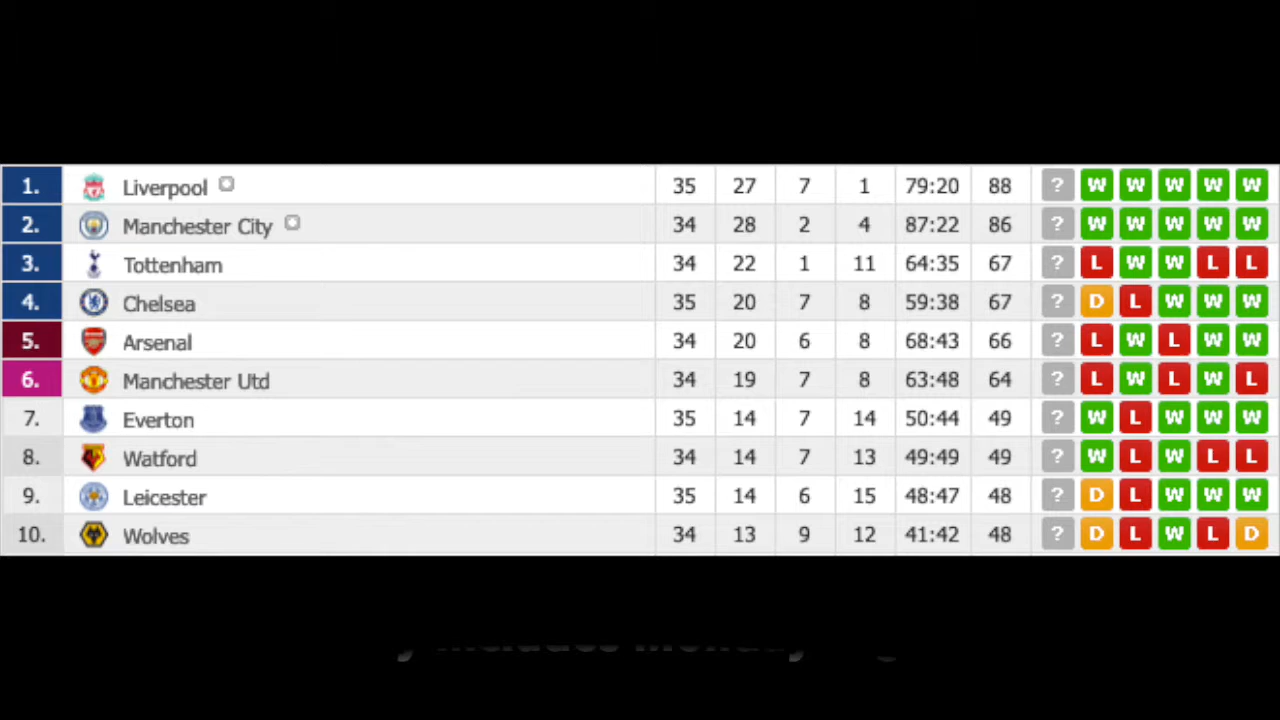 1. Liverpool 35 27 7 1 79:20 88 ? W W W W W
2. Manchester City 34 28 2 4 87:22 86 ? W W W W W
3. Tottenham 34 22 1 11 64:35 67 ? L W W L L
4. Chelsea 35 20 7 8 59:38 67 ? D L W W W
5. Arsenal 34 20 6 8 68:43 66 ? L W L W W
6. Manchester Utd 34 19 7 8 63:48 64 ? L W L W L
7. Everton 35 14 7 14 50:44 49 ? W L W W W
8. Watford 34 14 7 13 49:49 49 ? W L W L L
9. Leicester 35 14 6 15 48:47 48 ? D L W W W
10. Wolves 34 13 9 12 41:42 48 ? D L W L D